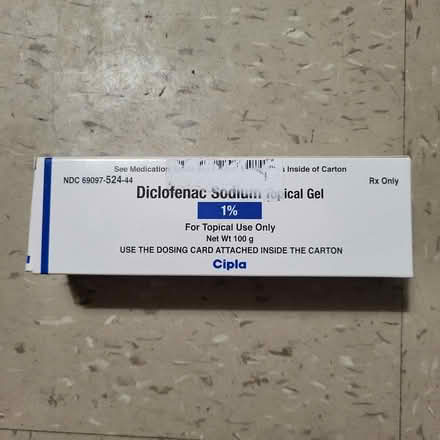 See Medication s Inside of Carton
NDC 69097-524-44
Rx Only
Diclofenac Sodium Topical Gel
1%
For Topical Use Only
Net Wt 100 g
USE THE DOSING CARD ATTACHED INSIDE THE CARTON
Cipla